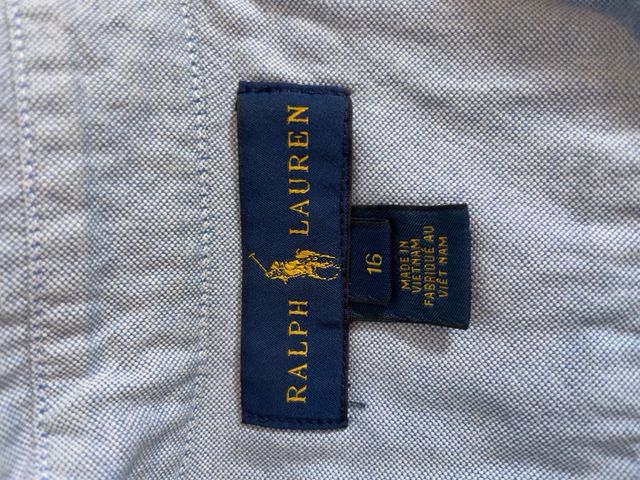 RALPH LAUREN
16
MADE IN
VIETNAM
FABRIQUÉ AU
VIÊT NAM